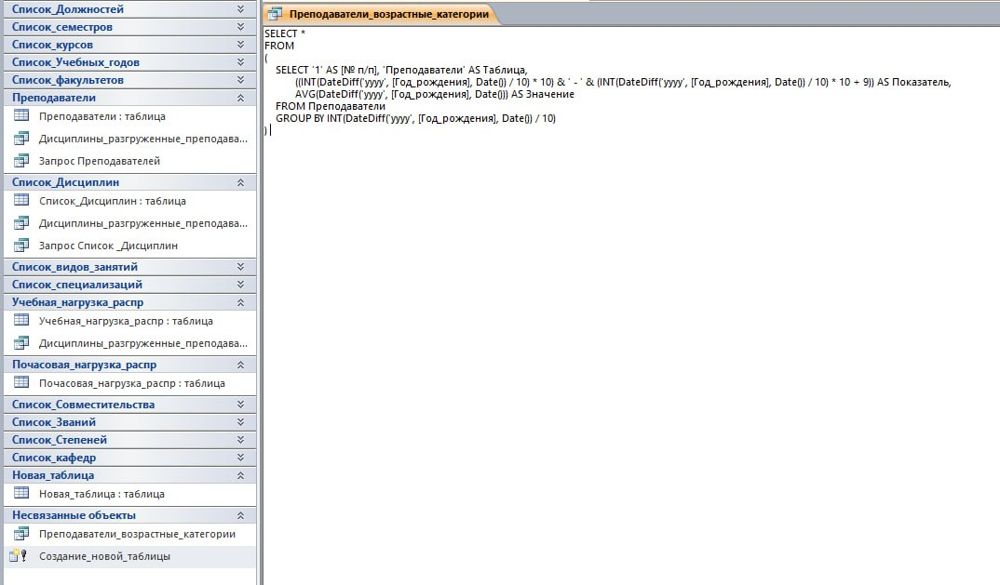 Список_Должностей
Список_семестров
Список_курсов
Список_Учебных_годов
Список_факультетов
Преподаватели
Преподаватели : таблица
Дисциплины_разгруженные_преподава...
Запрос Преподавателей
Список_Дисциплин
Список_Дисциплин : таблица
Дисциплины_разгруженные_преподава...
Запрос Список _Дисциплин
Список_видов_занятий
Список_специализаций
Учебная_нагрузка_распр
Учебная_нагрузка_распр : таблица
Дисциплины_разгруженные_преподава...
Почасовая_нагрузка_распр
Почасовая_нагрузка_распр : таблица
Список_Совместительства
Список_Званий
Список_Степеней
Список_кафедр
Новая_таблица
Новая_таблица : таблица
Несвязанные объекты
Преподаватели_возрастные_категории
Создание_новой_таблицы
Преподаватели_возрастные_категории
SELECT *
FROM
(
SELECT '1' AS [№ п/п], 'Преподаватели' AS Таблица,
((INT(DateDiff('yyyy', [Год_рождения], Date()) / 10) * 10) & ' - ' & (INT(DateDiff('yyyy', [Год_рождения], Date()) / 10) * 10 + 9)) AS Показатель,
AVG(DateDiff('yyyy', [Год_рождения], Date())) AS Значение
FROM Преподаватели
GROUP BY INT(DateDiff('yyyy', [Год_рождения], Date()) / 10)
)